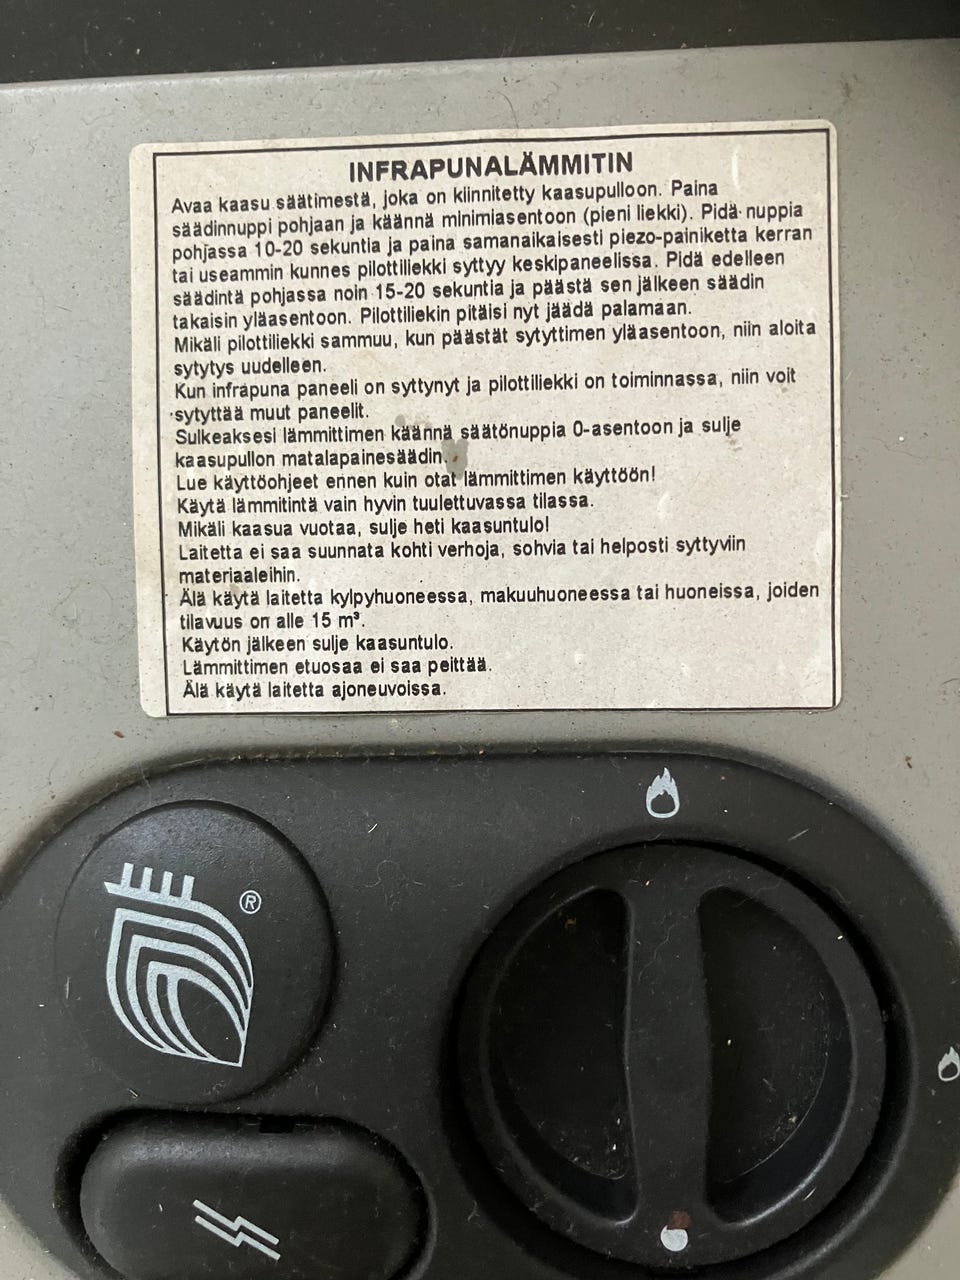 INFRAPUNALÄMMITIN
Avaa kaasu säätimestä, joka on kiinnitetty kaasupulloon. Paina
säädinnuppi pohjaan ja käännä minimiasentoon (pieni liekki). Pidä nuppia
pohjassa 10-20 sekuntia ja paina samanaikaisesti piezo-painiketta kerran
tai useammin kunnes pilottiliekki syttyy keskipaneelissa. Pidä edelleen
säädintä pohjassa noin 15-20 sekuntia ja päästä sen jälkeen säädin
takaisin yläasentoon. Pilottiliekin pitäisi nyt jäädä palamaan.
Mikäli pilottiliekki sammuu, kun päästät sytyttimen yläasentoon, niin aloita
sytytys uudelleen.
Kun infrapuna paneeli on syttynyt ja pilottiliekki on toiminnassa, niin voit
sytyttää muut paneelit.
Sulkeaksesi lämmittimen käännä säätönuppia 0-asentoon ja sulje
kaasupullon matalapainesäädin.
Lue käyttöohjeet ennen kuin otat lämmittimen käyttöön!
Käytä lämmitintä vain hyvin tuulettuvassa tilassa.
Mikäli kaasua vuotaa, sulje heti kaasuntulo!
Laitetta ei saa suunnata kohti verhoja, sohvia tai helposti syttyviin
materiaaleihin.
Älä käytä laitetta kylpyhuoneessa, makuuhuoneessa tai huoneissa, joiden
tilavuus on alle 15 m³.
Käytön jälkeen sulje kaasuntulo.
Lämmittimen etuosaa ei saa peittää.
Älä käytä laitetta ajoneuvoissa.
®